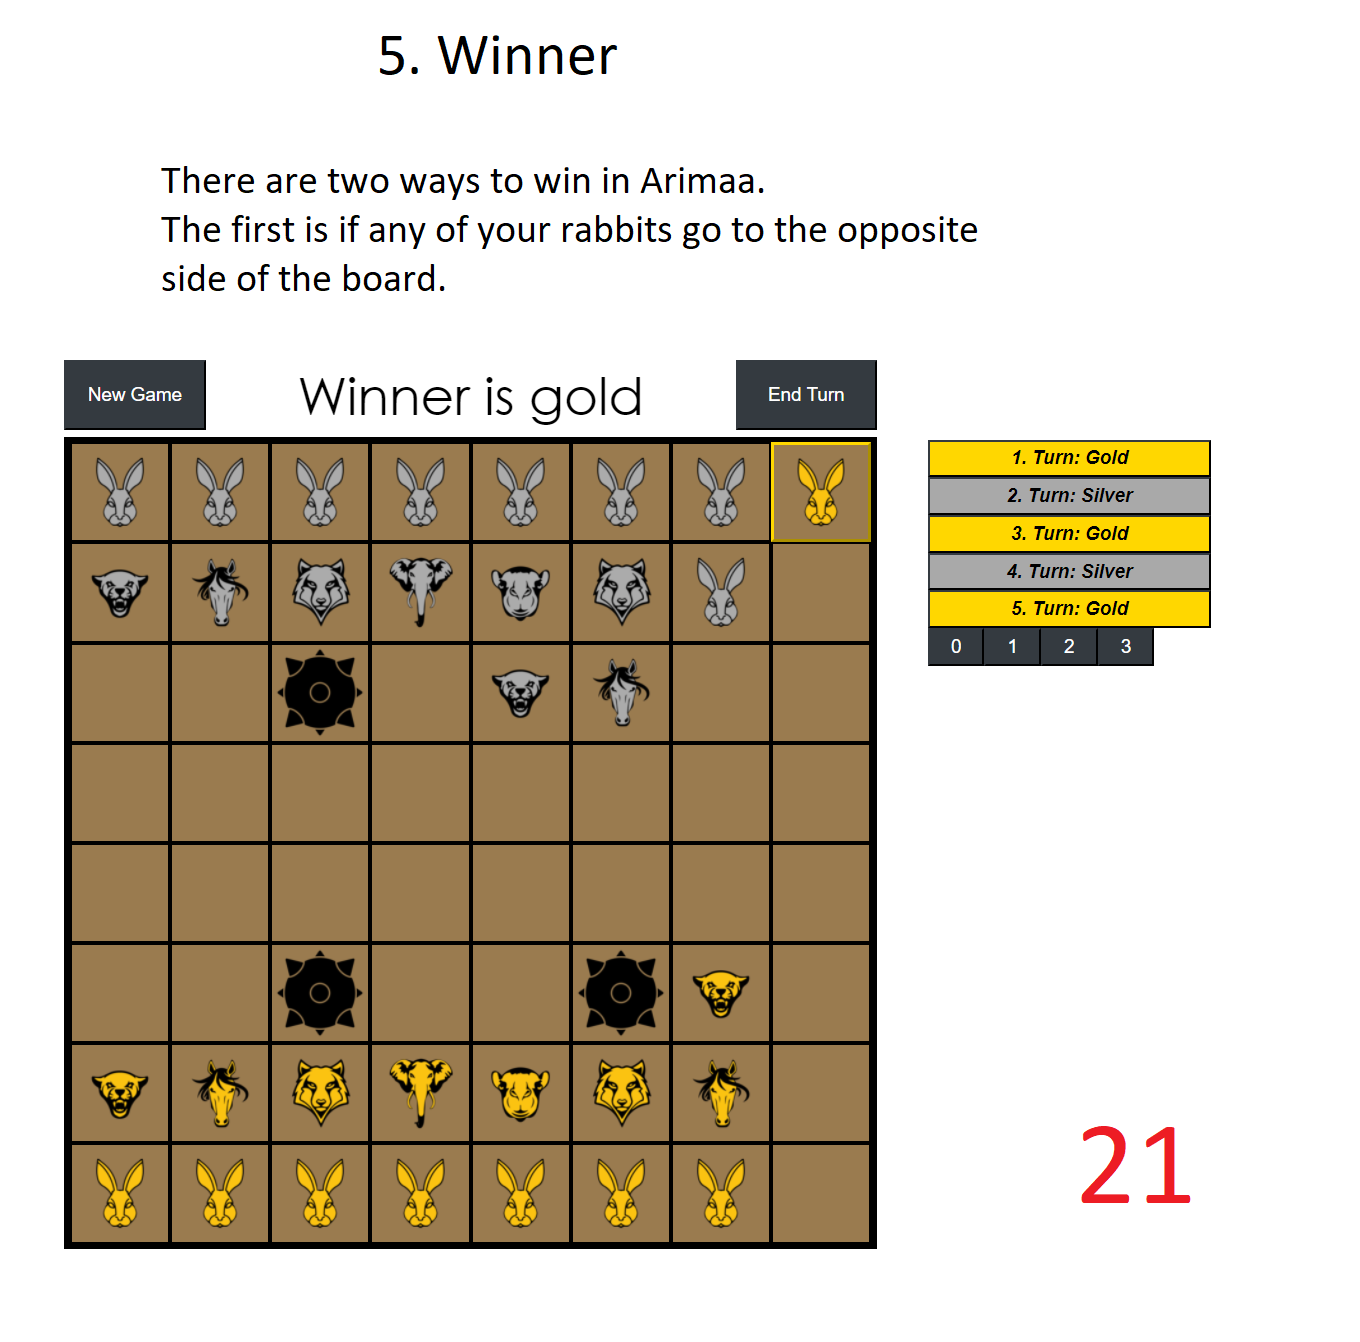 5. Winner
There are two ways to win in Arimaa.
The first is if any of your rabbits go to the opposite
side of the board.
New Game
Winner is gold
End Turn
1. Turn: Gold
2. Turn: Silver
3. Turn: Gold
4. Turn: Silver
5. Turn: Gold
0 1 2 3
21